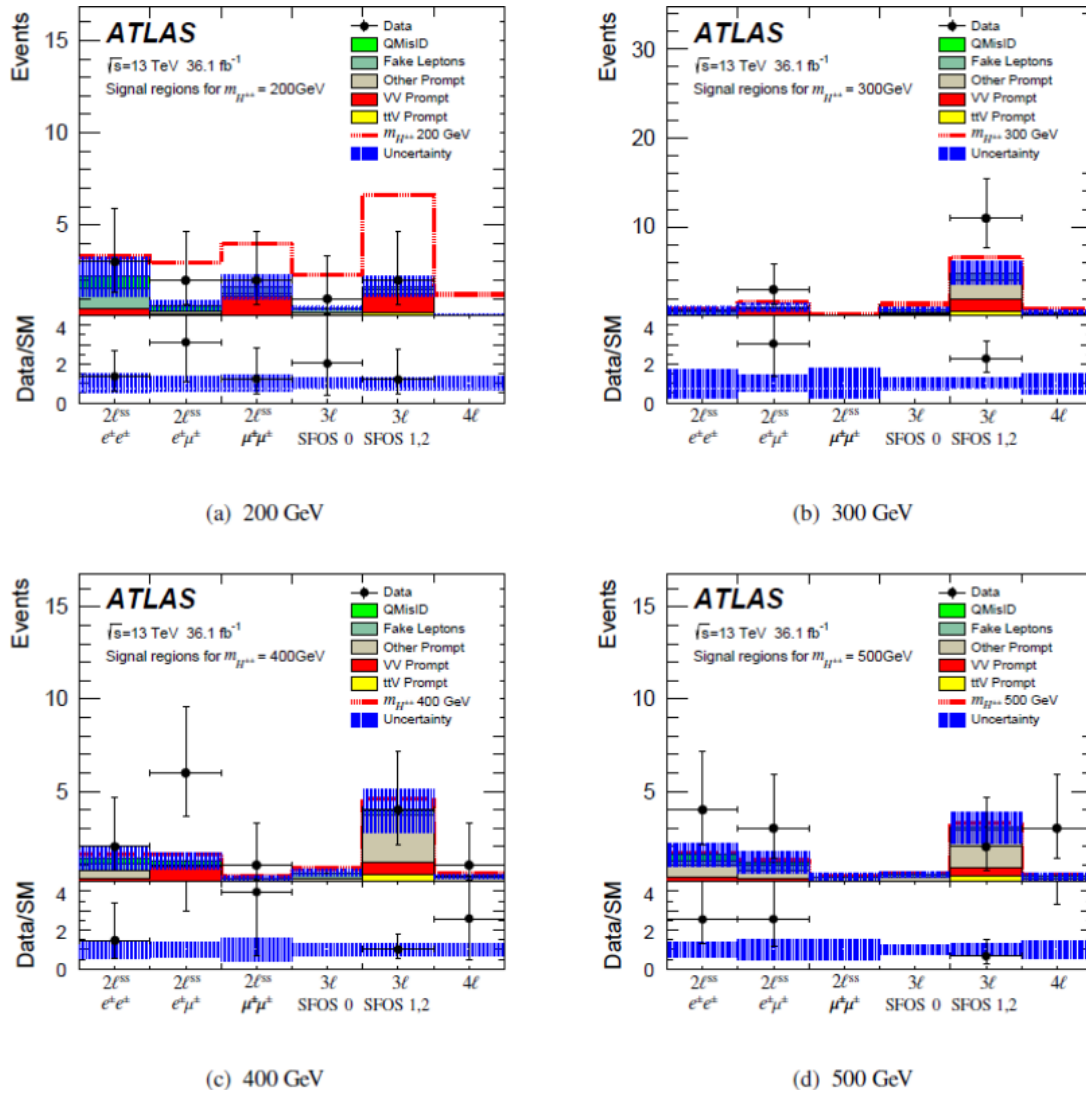 Events
15
10
5
ATLAS
√s=13 TeV 36.1 fb⁻¹
Signal regions for m_H±± = 200GeV
Data
QMisID
Fake Leptons
Other Prompt
VV Prompt
ttV Prompt
m_H±± 200 GeV
Uncertainty
Data/SM
4
2
0
2ℓ^ss 2ℓ^ss 2ℓ^ss 3ℓ 3ℓ 4ℓ
e±e± e±μ± μ±μ± SFOS 0 SFOS 1,2
(a) 200 GeV
Events
30
20
10
ATLAS
√s=13 TeV 36.1 fb⁻¹
Signal regions for m_H±± = 300GeV
Data
QMisID
Fake Leptons
Other Prompt
VV Prompt
ttV Prompt
m_H±± 300 GeV
Uncertainty
Data/SM
4
2
0
2ℓ^ss 2ℓ^ss 2ℓ^ss 3ℓ 3ℓ 4ℓ
e±e± e±μ± μ±μ± SFOS 0 SFOS 1,2
(b) 300 GeV
Events
15
10
5
ATLAS
√s=13 TeV 36.1 fb⁻¹
Signal regions for m_H±± = 400GeV
Data
QMisID
Fake Leptons
Other Prompt
VV Prompt
ttV Prompt
m_H±± 400 GeV
Uncertainty
Data/SM
4
2
0
2ℓ^ss 2ℓ^ss 2ℓ^ss 3ℓ 3ℓ 4ℓ
e±e± e±μ± μ±μ± SFOS 0 SFOS 1,2
(c) 400 GeV
Events
15
10
5
ATLAS
√s=13 TeV 36.1 fb⁻¹
Signal regions for m_H±± = 500GeV
Data
QMisID
Fake Leptons
Other Prompt
VV Prompt
ttV Prompt
m_H±± 500 GeV
Uncertainty
Data/SM
4
2
0
2ℓ^ss 2ℓ^ss 2ℓ^ss 3ℓ 3ℓ 4ℓ
e±e± e±μ± μ±μ± SFOS 0 SFOS 1,2
(d) 500 GeV